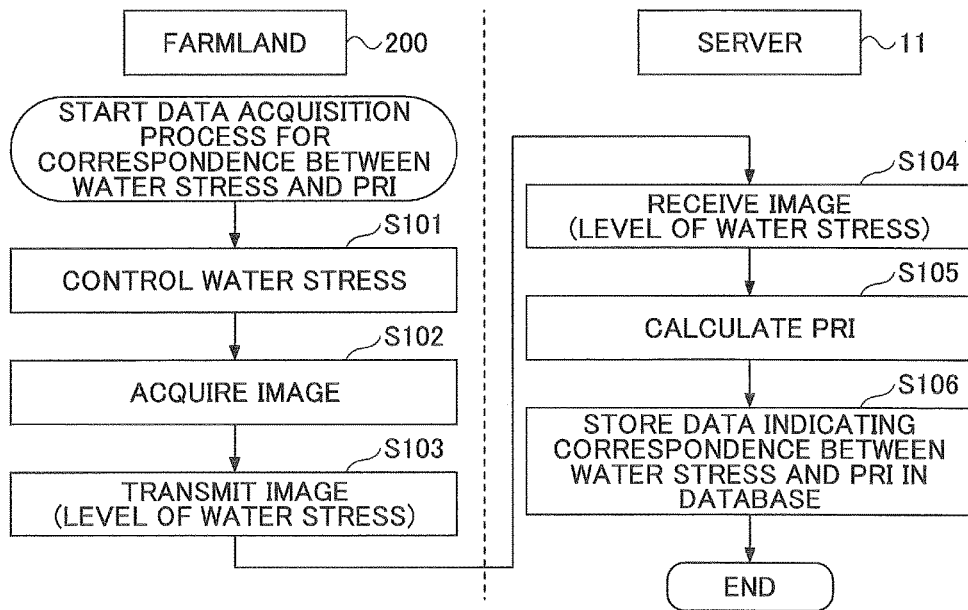 FARMLAND
200
START DATA ACQUISITION
PROCESS FOR
CORRESPONDENCE BETWEEN
WATER STRESS AND PRI
S101
CONTROL WATER STRESS
S102
ACQUIRE IMAGE
S103
TRANSMIT IMAGE
(LEVEL OF WATER STRESS)
SERVER
11
S104
RECEIVE IMAGE
(LEVEL OF WATER STRESS)
S105
CALCULATE PRI
S106
STORE DATA INDICATING
CORRESPONDENCE BETWEEN
WATER STRESS AND PRI IN
DATABASE
END